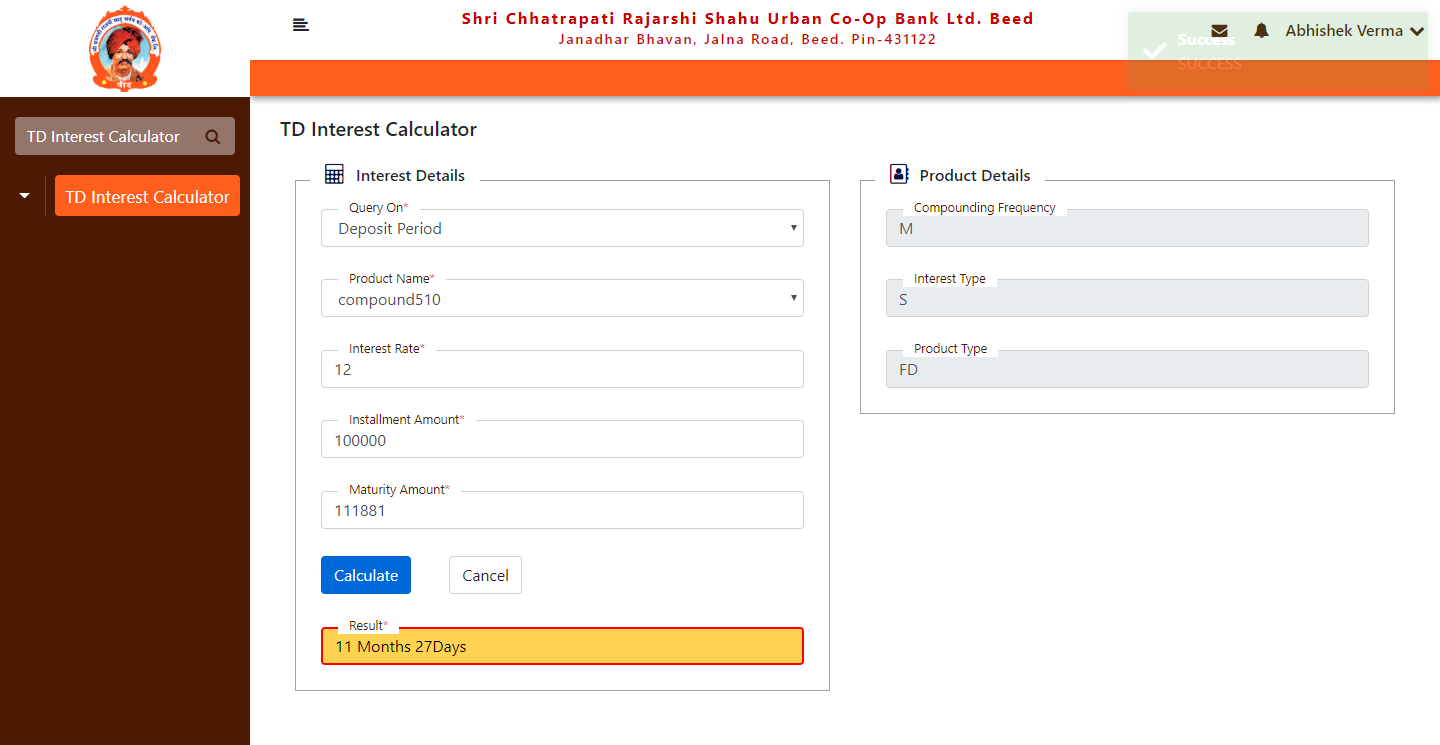 Shri Chhatrapati Rajarshi Shahu Urban Co-Op Bank Ltd. Beed
Janadhar Bhavan, Jalna Road, Beed. Pin-431122
Success
SUCCESS
Abhishek Verma
बीड
TD Interest Calculator
TD Interest Calculator
TD Interest Calculator
Interest Details
Query On*
Deposit Period
Product Name*
compound510
Interest Rate*
12
Installment Amount*
100000
Maturity Amount*
111881
Calculate Cancel
Result*
11 Months 27Days
Product Details
Compounding Frequency
M
Interest Type
S
Product Type
FD